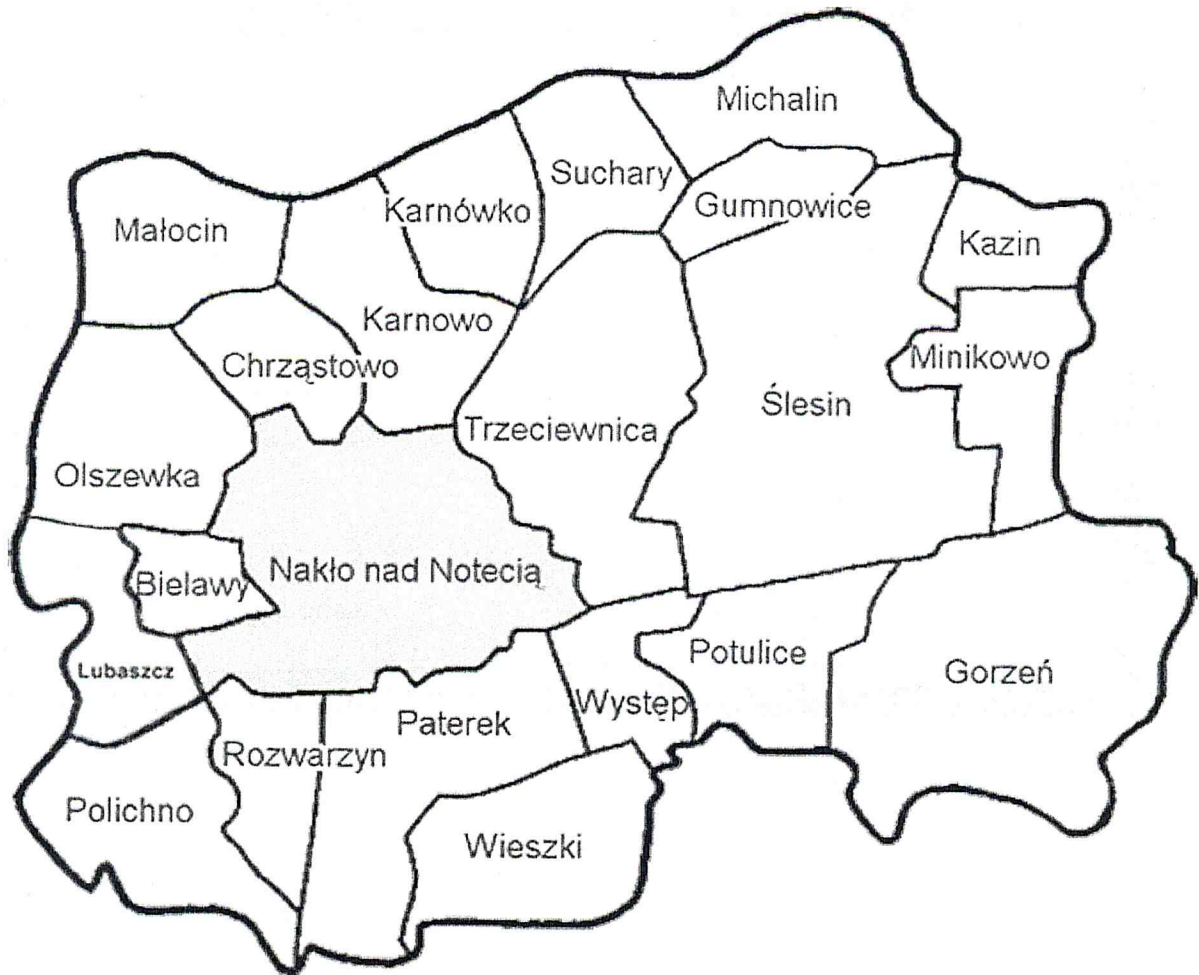 Michalin
Suchary
Gumnowice
Karnówko
Małocin
Kazin
Karnowo
Chrząstowo
Minikowo
Ślesin
Trzeciewnica
Olszewka
Nakło nad Notecią
Bielawy
Potulice
Lubaszcz
Gorzeń
Występ
Paterek
Rozwarzyn
Polichno
Wieszki